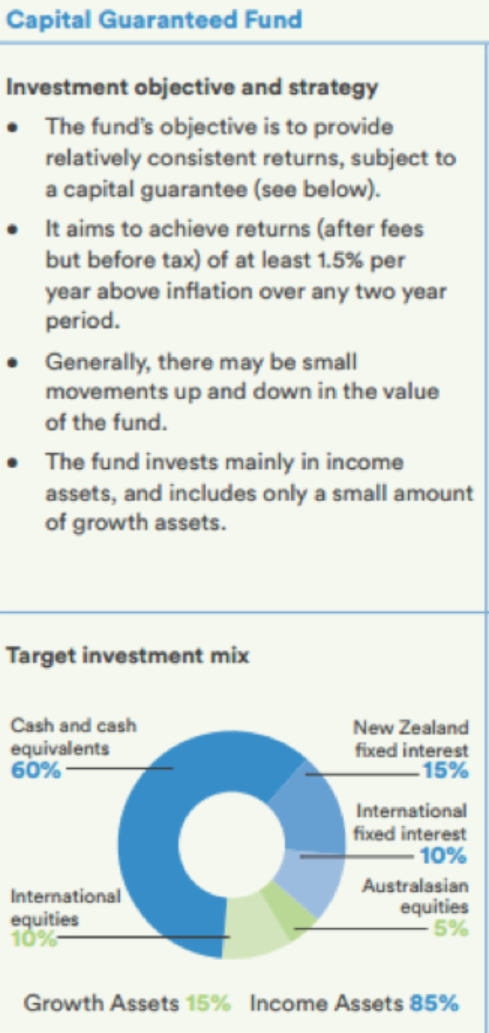 Capital Guaranteed Fund
Investment objective and strategy
• The fund's objective is to provide
relatively consistent returns, subject to
a capital guarantee (see below).
• It aims to achieve returns (after fees
but before tax) of at least 1.5% per
year above inflation over any two year
period.
• Generally, there may be small
movements up and down in the value
of the fund.
• The fund invests mainly in income
assets, and includes only a small amount
of growth assets.
Target investment mix
Cash and cash
equivalents
60%
New Zealand
fixed interest
15%
International
fixed interest
10%
Australasian
equities
5%
International
equities
10%
Growth Assets 15% Income Assets 85%